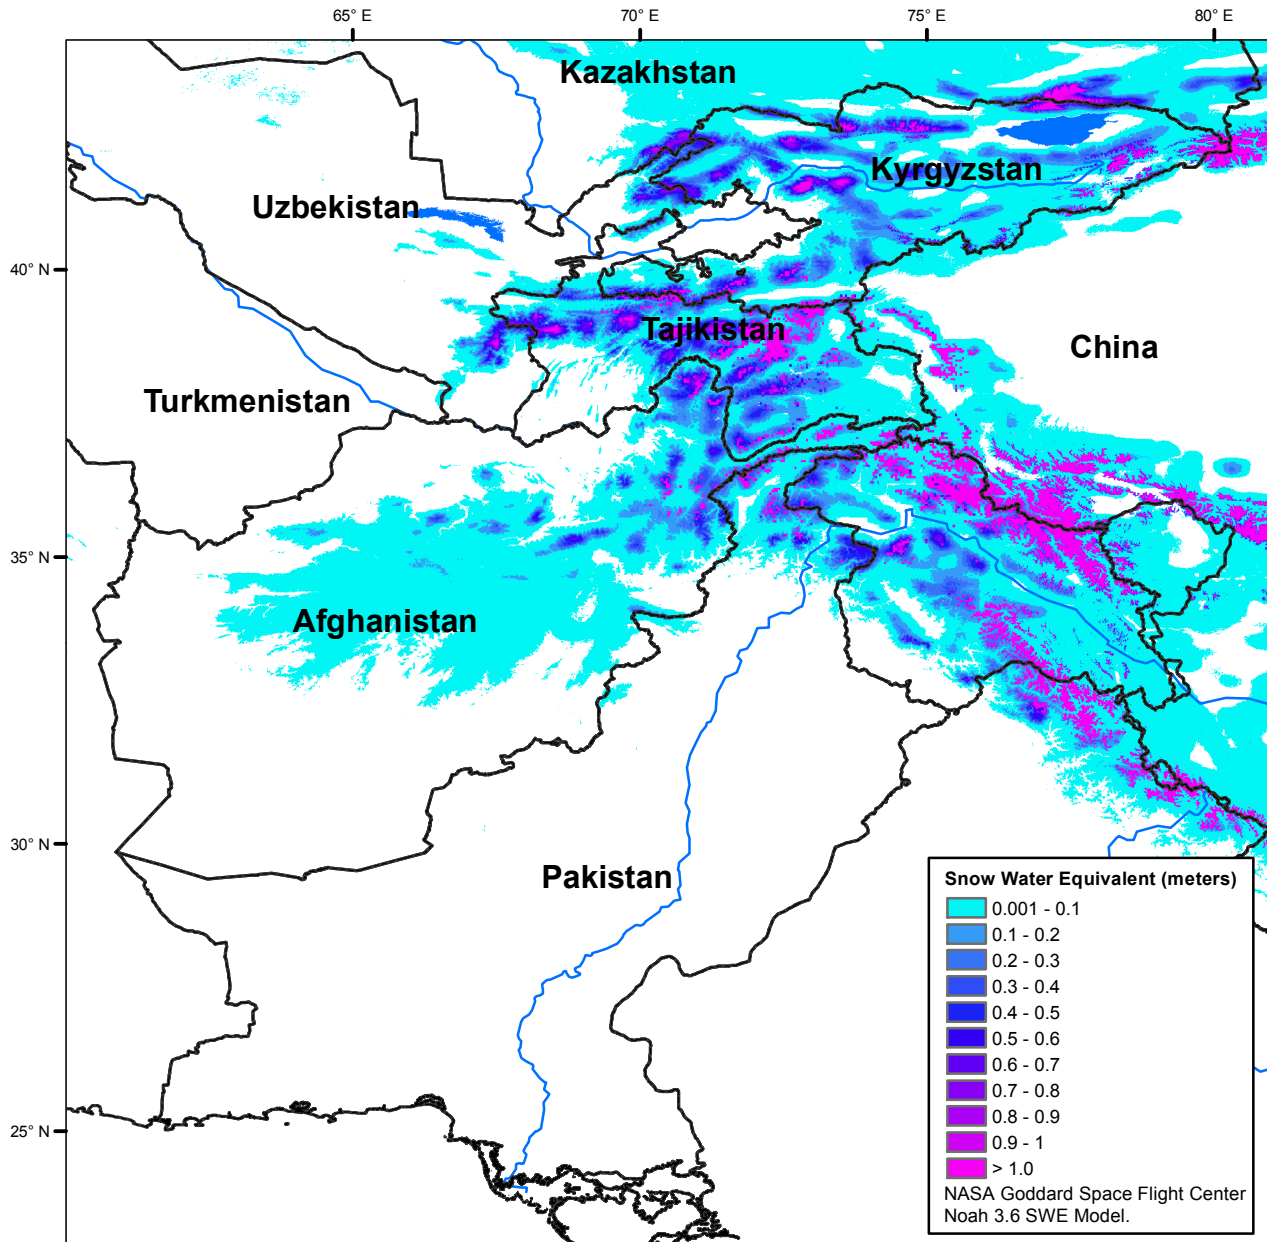 65° E
70° E
75° E
80° E
Kazakhstan
Kyrgyzstan
Uzbekistan
40° N
Tajikistan
China
Turkmenistan
35° N
Afghanistan
30° N
Pakistan
Snow Water Equivalent (meters)
0.001 - 0.1
0.1 - 0.2
0.2 - 0.3
0.3 - 0.4
0.4 - 0.5
0.5 - 0.6
0.6 - 0.7
0.7 - 0.8
0.8 - 0.9
0.9 - 1
> 1.0
NASA Goddard Space Flight Center
Noah 3.6 SWE Model.
25° N